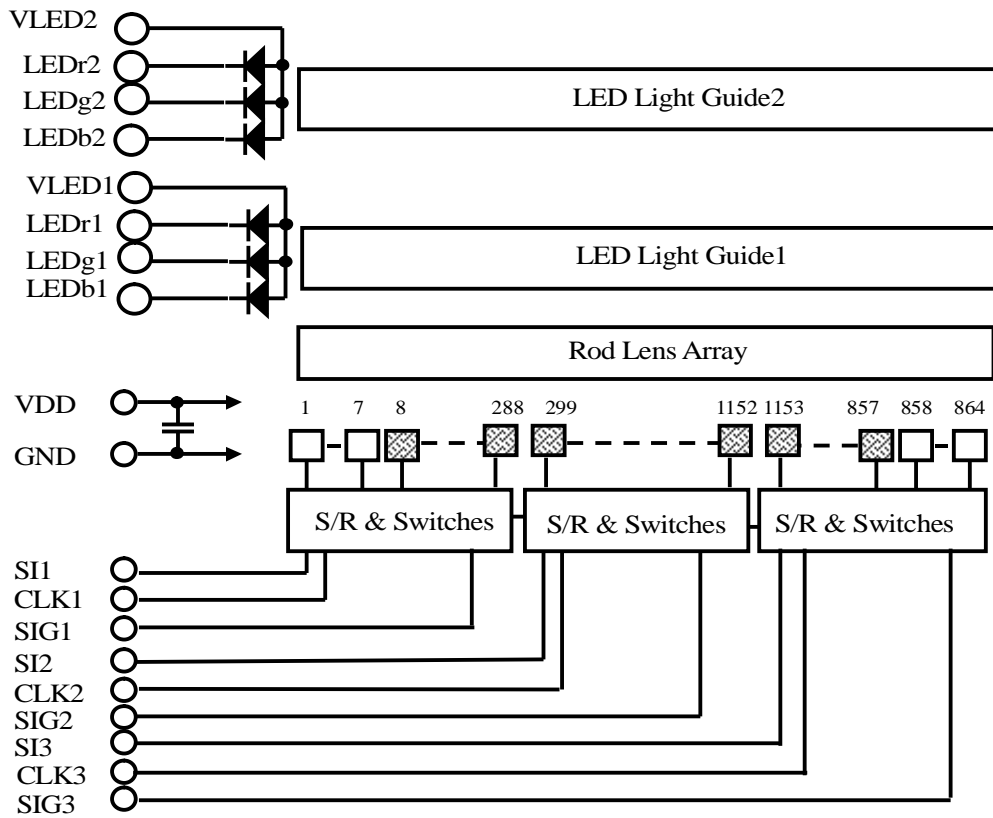 VLED2
LEDr2
LEDg2
LEDb2
LED Light Guide2
VLED1
LEDr1
LEDg1
LEDb1
LED Light Guide1
Rod Lens Array
VDD
GND
1 7 8 288 299 1152 1153 857 858 864
S/R & Switches
S/R & Switches
S/R & Switches
SI1
CLK1
SIG1
SI2
CLK2
SIG2
SI3
CLK3
SIG3